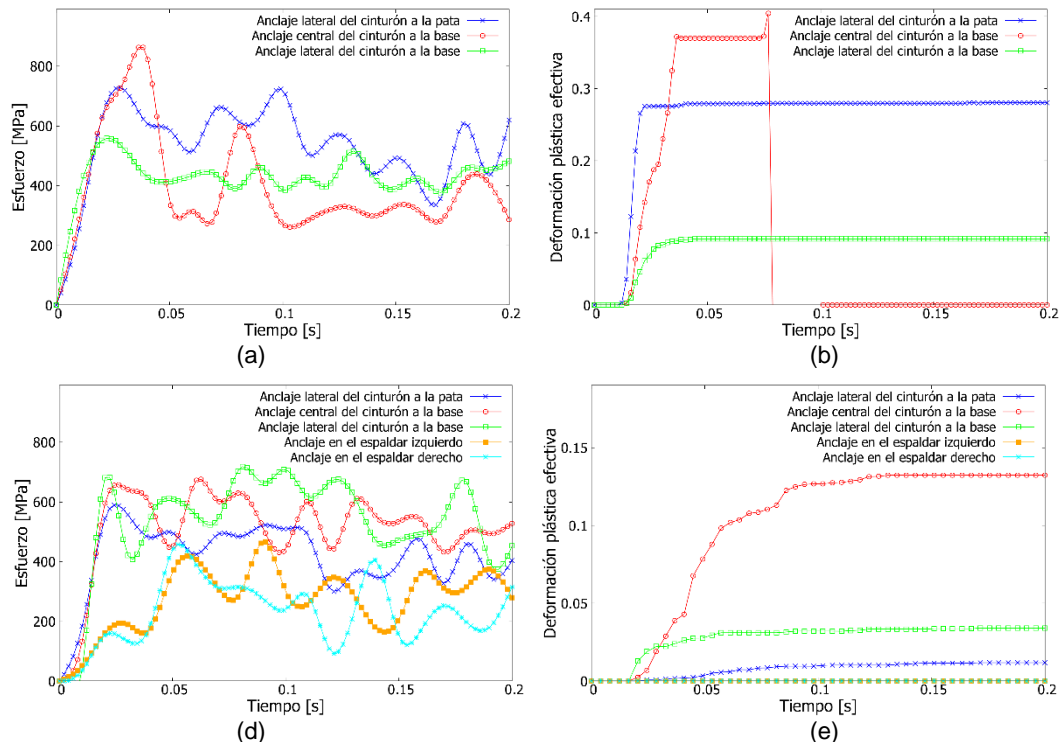 Anclaje lateral del cinturón a la pata
Anclaje central del cinturón a la base
Anclaje lateral del cinturón a la base
Esfuerzo [MPa]
800
600
400
200
0
0
0.05
0.1
0.15
0.2
Tiempo [s]
(a)
Anclaje lateral del cinturón a la pata
Anclaje central del cinturón a la base
Anclaje lateral del cinturón a la base
Deformación plástica efectiva
0.4
0.3
0.2
0.1
0
0
0.05
0.1
0.15
0.2
Tiempo [s]
(b)
Anclaje lateral del cinturón a la pata
Anclaje central del cinturón a la base
Anclaje lateral del cinturón a la base
Anclaje en el espaldar izquierdo
Anclaje en el espaldar derecho
Esfuerzo [MPa]
800
600
400
200
0
0
0.05
0.1
0.15
0.2
Tiempo [s]
(d)
Anclaje lateral del cinturón a la pata
Anclaje central del cinturón a la base
Anclaje lateral del cinturón a la base
Anclaje en el espaldar izquierdo
Anclaje en el espaldar derecho
Deformación plástica efectiva
0.15
0.1
0.05
0
0
0.05
0.1
0.15
0.2
Tiempo [s]
(e)